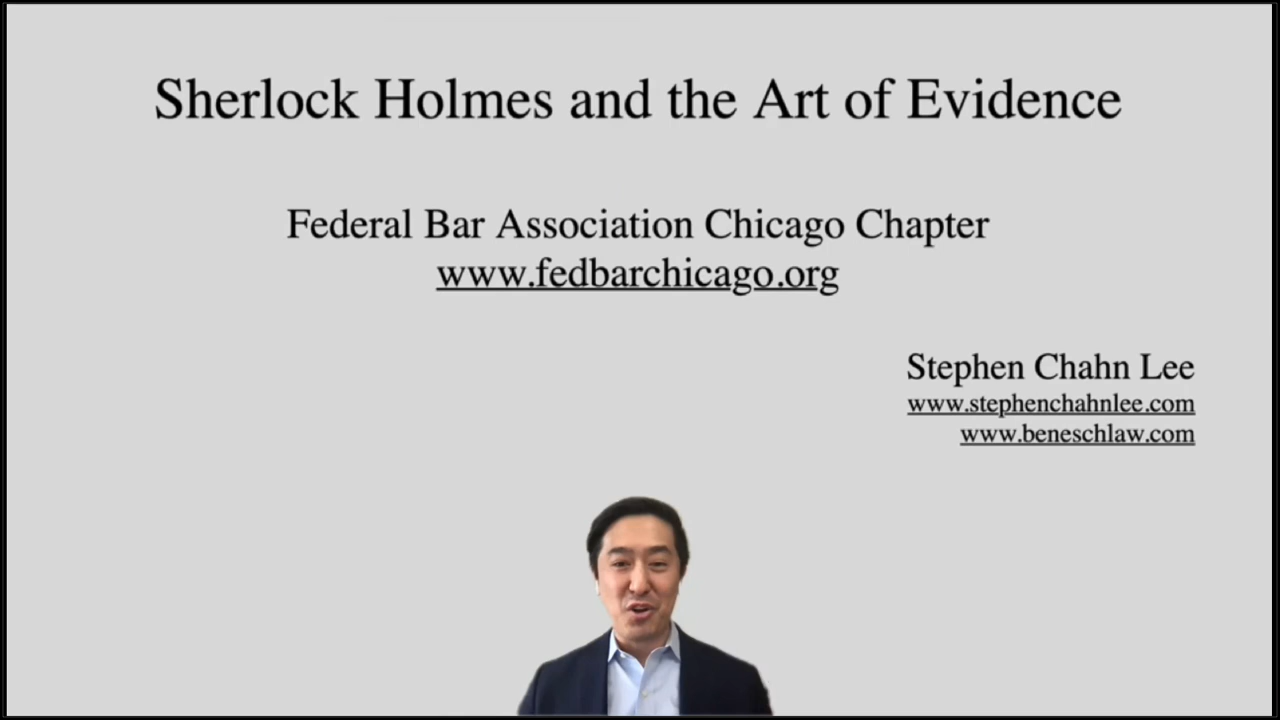 Sherlock Holmes and the Art of Evidence
Federal Bar Association Chicago Chapter
www.fedbarchicago.org
Stephen Chahn Lee
www.stephenchahnlee.com
www.beneschlaw.com